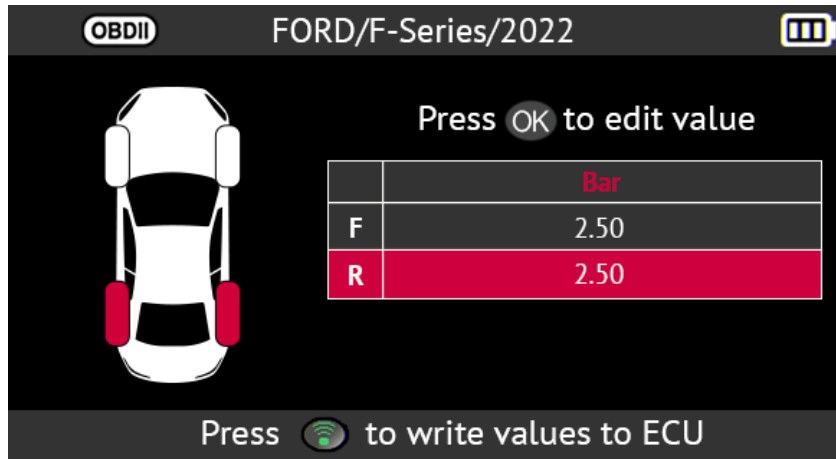 OBDII FORD/F-Series/2022
Press OK to edit value
Bar
F 2.50
R 2.50
Press to write values to ECU